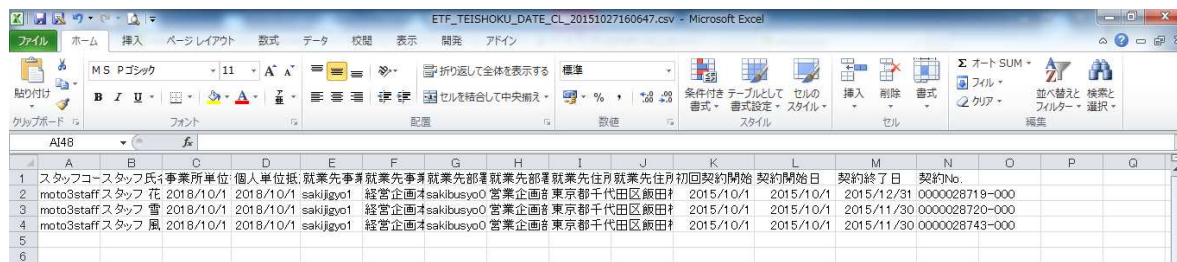 ETF_TEISHOKU_DATE_CL_20151027160647.csv - Microsoft Excel
ファイル ホーム 挿入 ページ レイアウト 数式 データ 校閲 表示 開発 アドイン
MS Pゴシック 11 折り返して全体を表示する 標準 Σ オート SUM
貼り付け B I U A セルを結合して中央揃え % , 条件付き 書式 テーブルとして 書式設定 セルの スタイル 挿入 削除 書式 フィル クリア 並べ替えと フィルター 検索と 選択
クリップボード フォント 配置 数値 スタイル セル 編集
AI48 fx
A B C D E F G H I J K L M N O P Q
1 スタッフコー スタッフ氏名 事業所単位 個人単位抵 就業先事業 就業先事業 就業先部署 就業先部署 就業先住所 就業先住所 初回契約開始 契約開始日 契約終了日 契約No.
2 moto3staff スタッフ 花 2018/10/1 2018/10/1 sakijigyo1 経営企画本 sakibusyo0 営業企画部 東京都千代田区飯田 2015/10/1 2015/10/1 2015/12/31 0000028719-000
3 moto3staff スタッフ 雪 2018/10/1 2018/10/1 sakijigyo1 経営企画本 sakibusyo0 営業企画部 東京都千代田区飯田 2015/10/1 2015/10/1 2015/11/30 0000028720-000
4 moto3staff スタッフ 風 2018/10/1 2018/10/1 sakijigyo1 経営企画本 sakibusyo0 営業企画部 東京都千代田区飯田 2015/10/1 2015/10/1 2015/11/30 0000028743-000
5
6